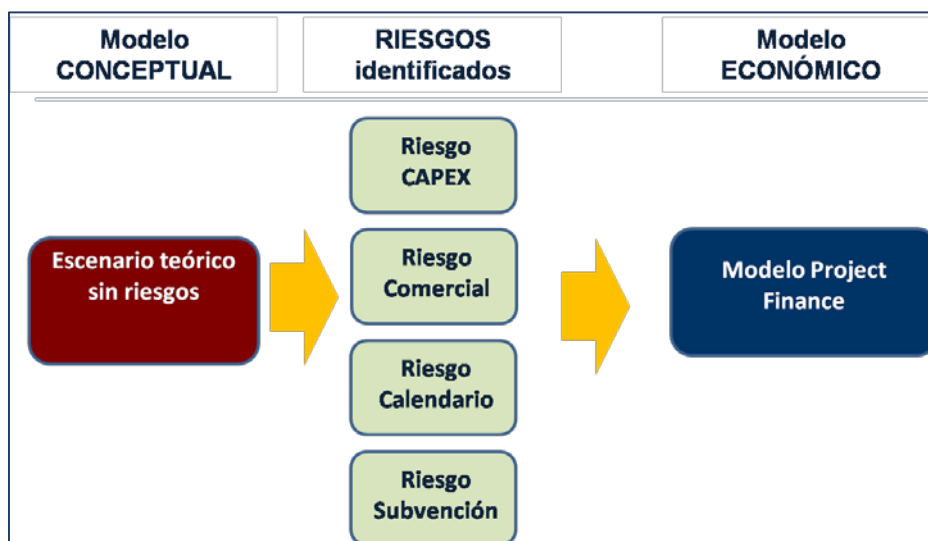 Modelo
CONCEPTUAL
RIESGOS
identificados
Modelo
ECONÓMICO
Riesgo
CAPEX
Escenario teórico
sin riesgos
Riesgo
Comercial
Modelo Project
Finance
Riesgo
Calendario
Riesgo
Subvención